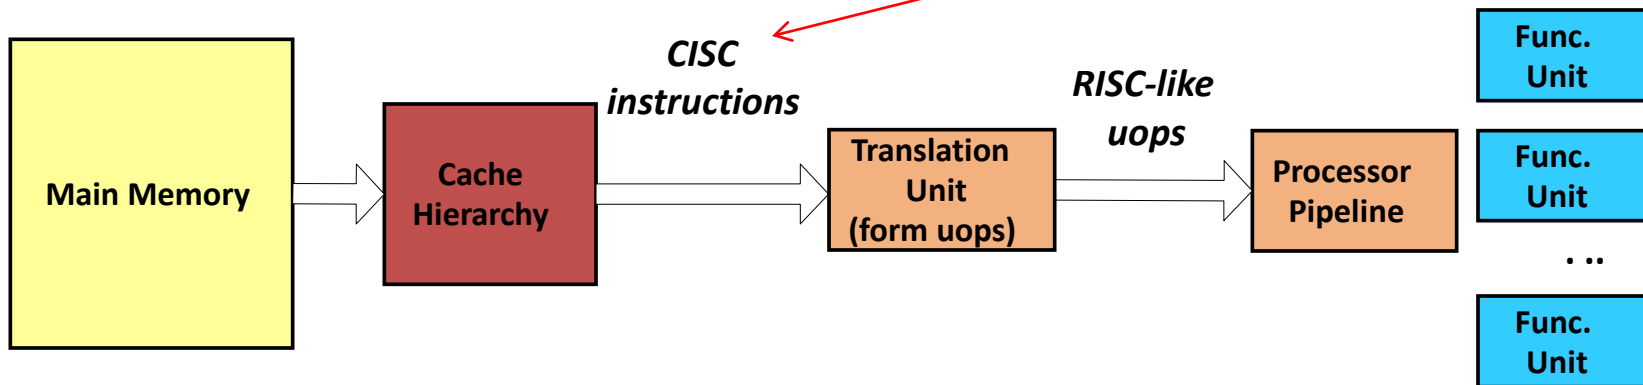 Main Memory
Cache
Hierarchy
CISC
instructions
Translation
Unit
(form uops)
RISC-like
uops
Processor
Pipeline
Func.
Unit
Func.
Unit
. ..
Func.
Unit